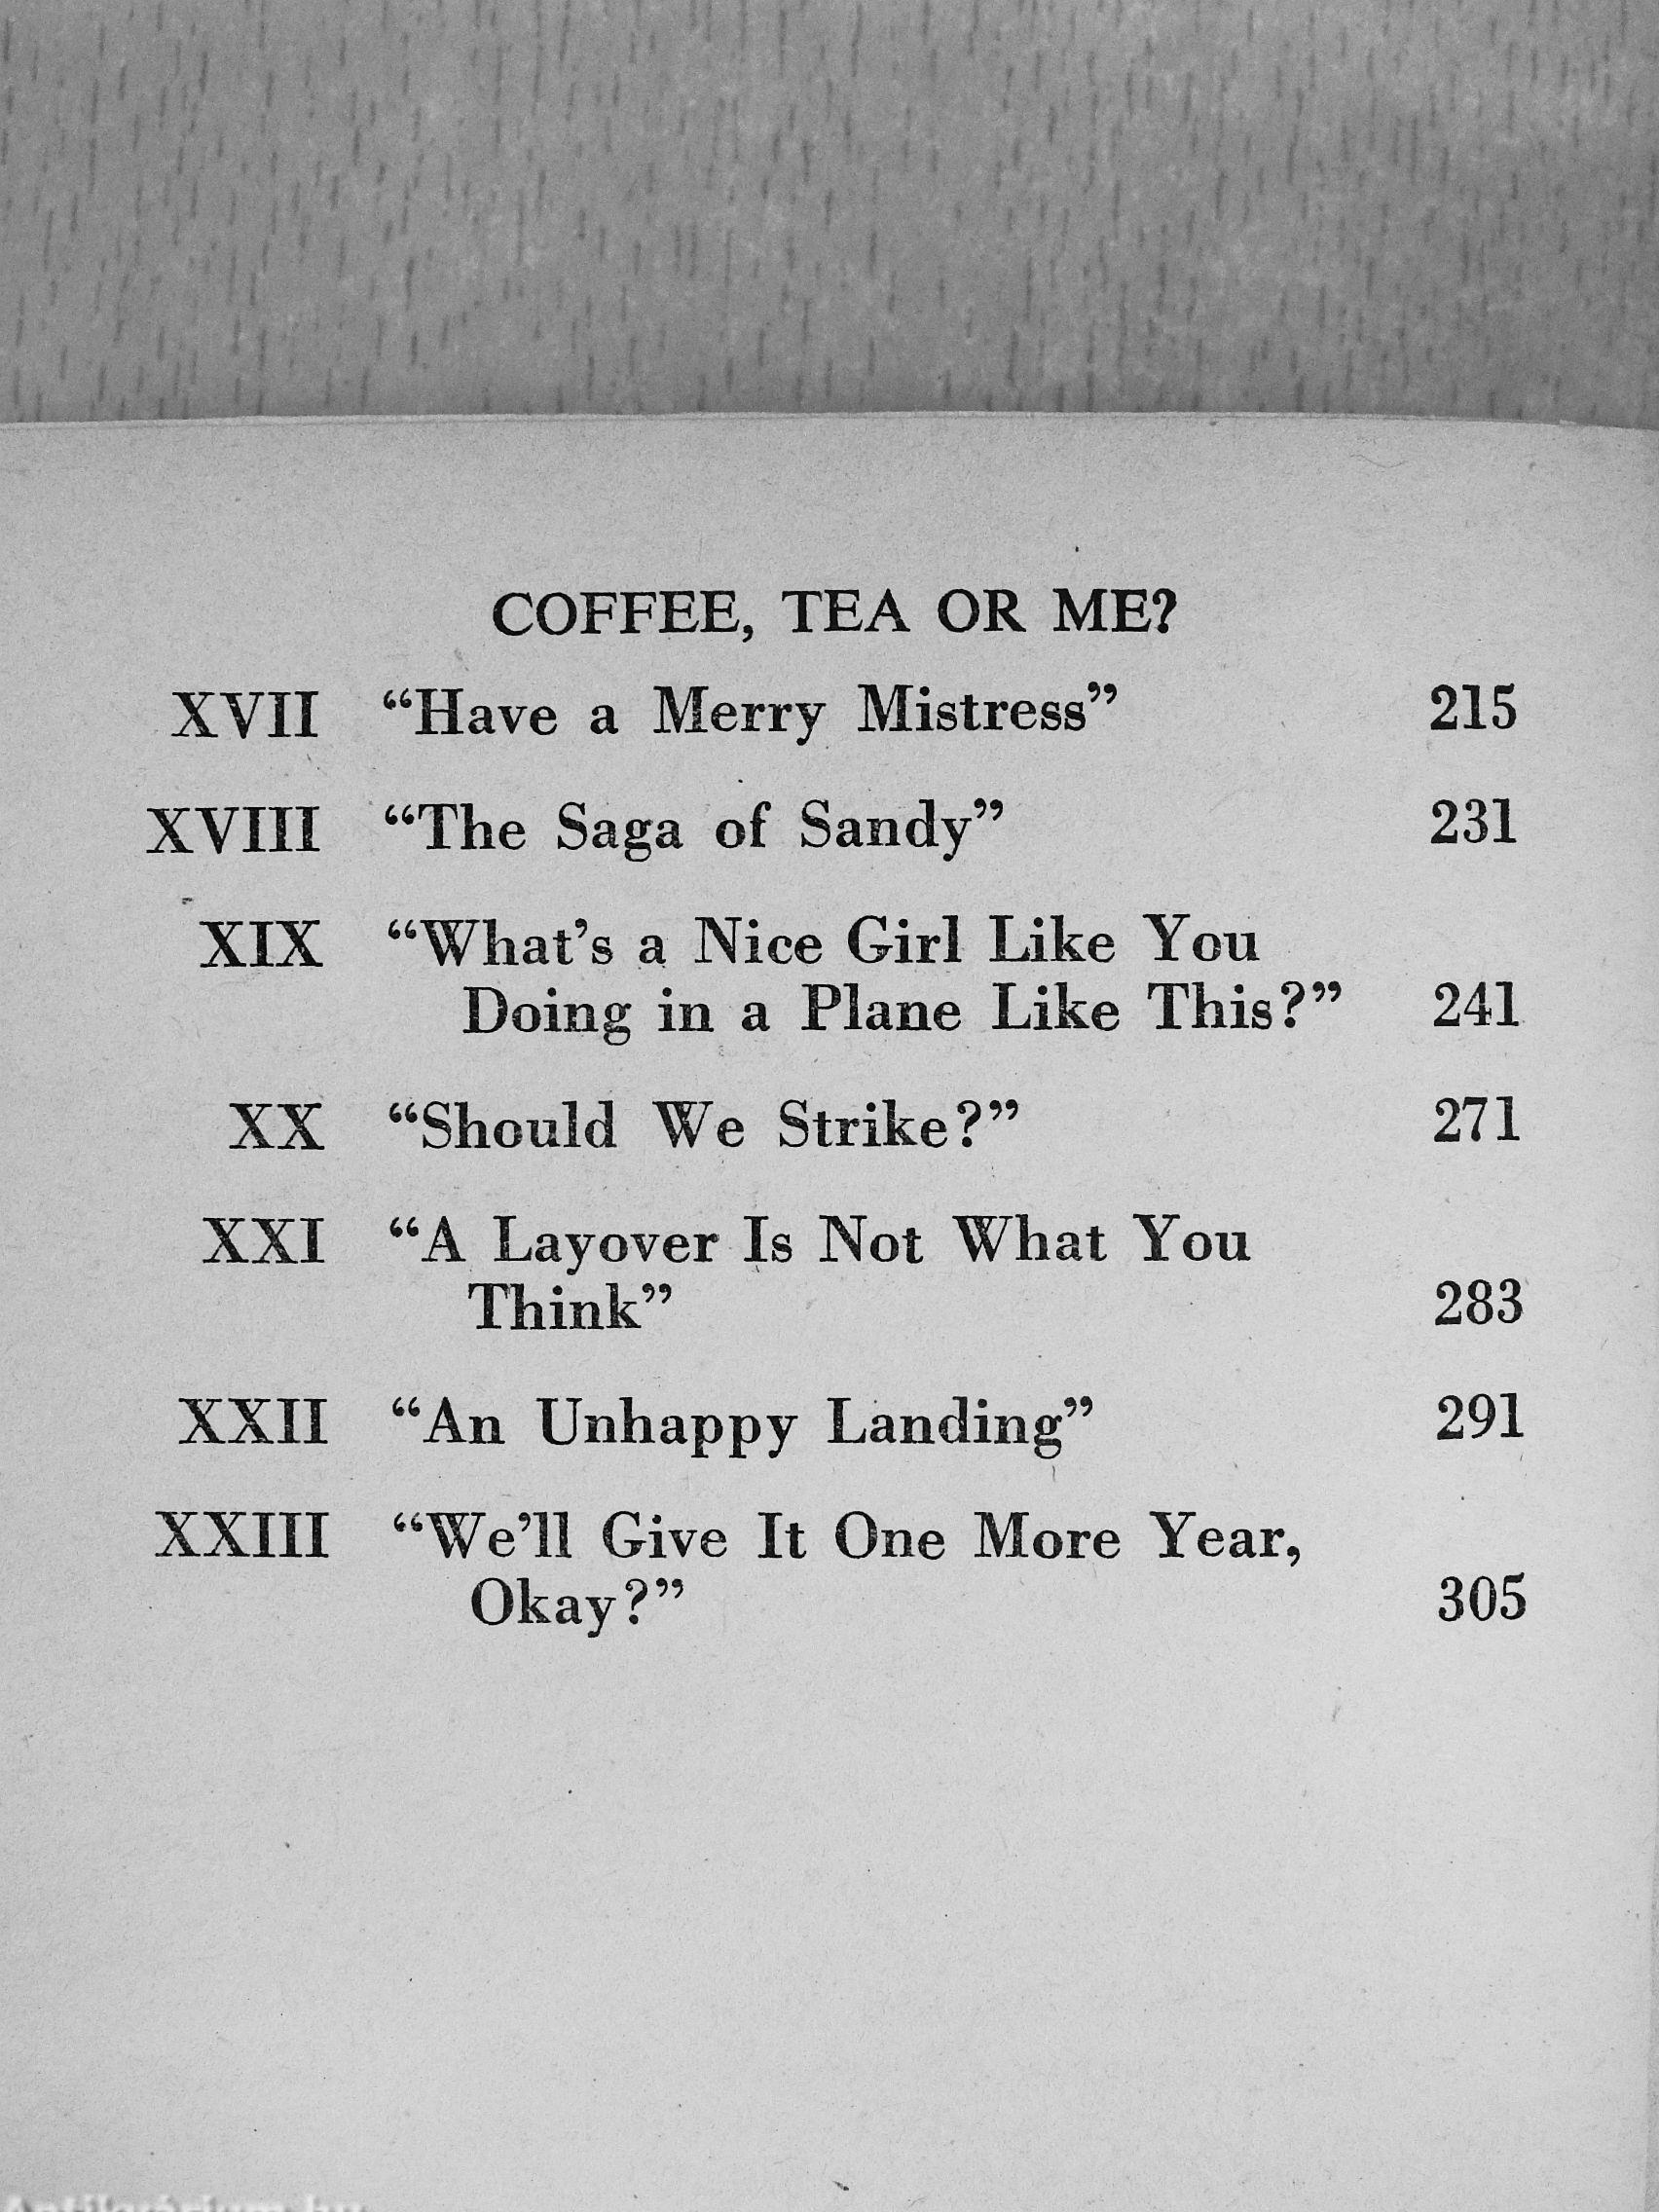 COFFEE, TEA OR ME?
XVII “Have a Merry Mistress” 215
XVIII “The Saga of Sandy” 231
XIX “What’s a Nice Girl Like You
Doing in a Plane Like This?” 241
XX “Should We Strike?” 271
XXI “A Layover Is Not What You
Think” 283
XXII “An Unhappy Landing” 291
XXIII “We’ll Give It One More Year,
Okay?” 305